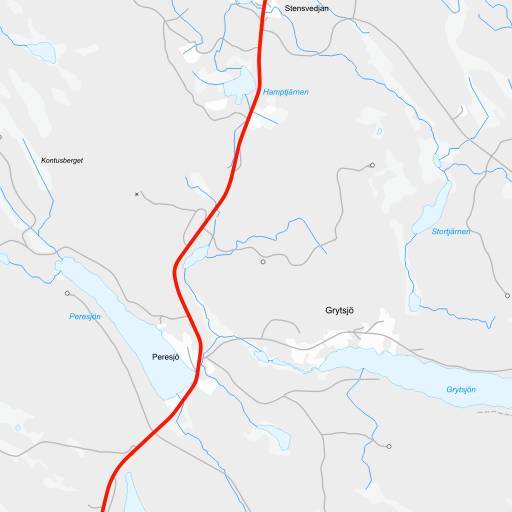 Stensvedjan
Hamptjärnen
Kontusberget
Stortjärnen
Peresjön
Grytsjö
Peresjö
Grytsjön